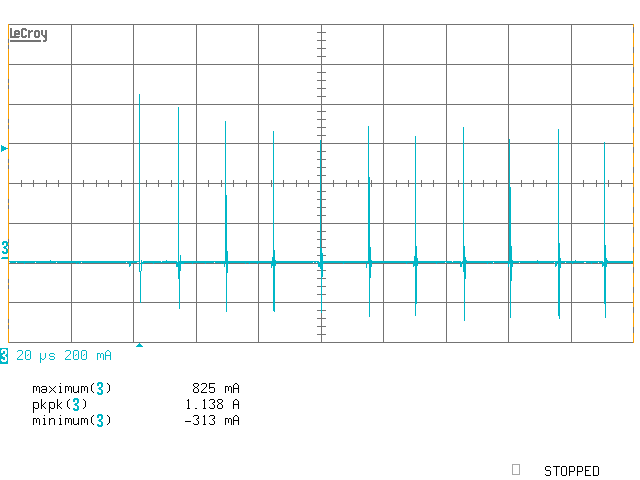 LeCroy
3
3 20 µs 200 mA
maximum(3) 825 mA
pkpk(3) 1.138 A
minimum(3) -313 mA
STOPPED